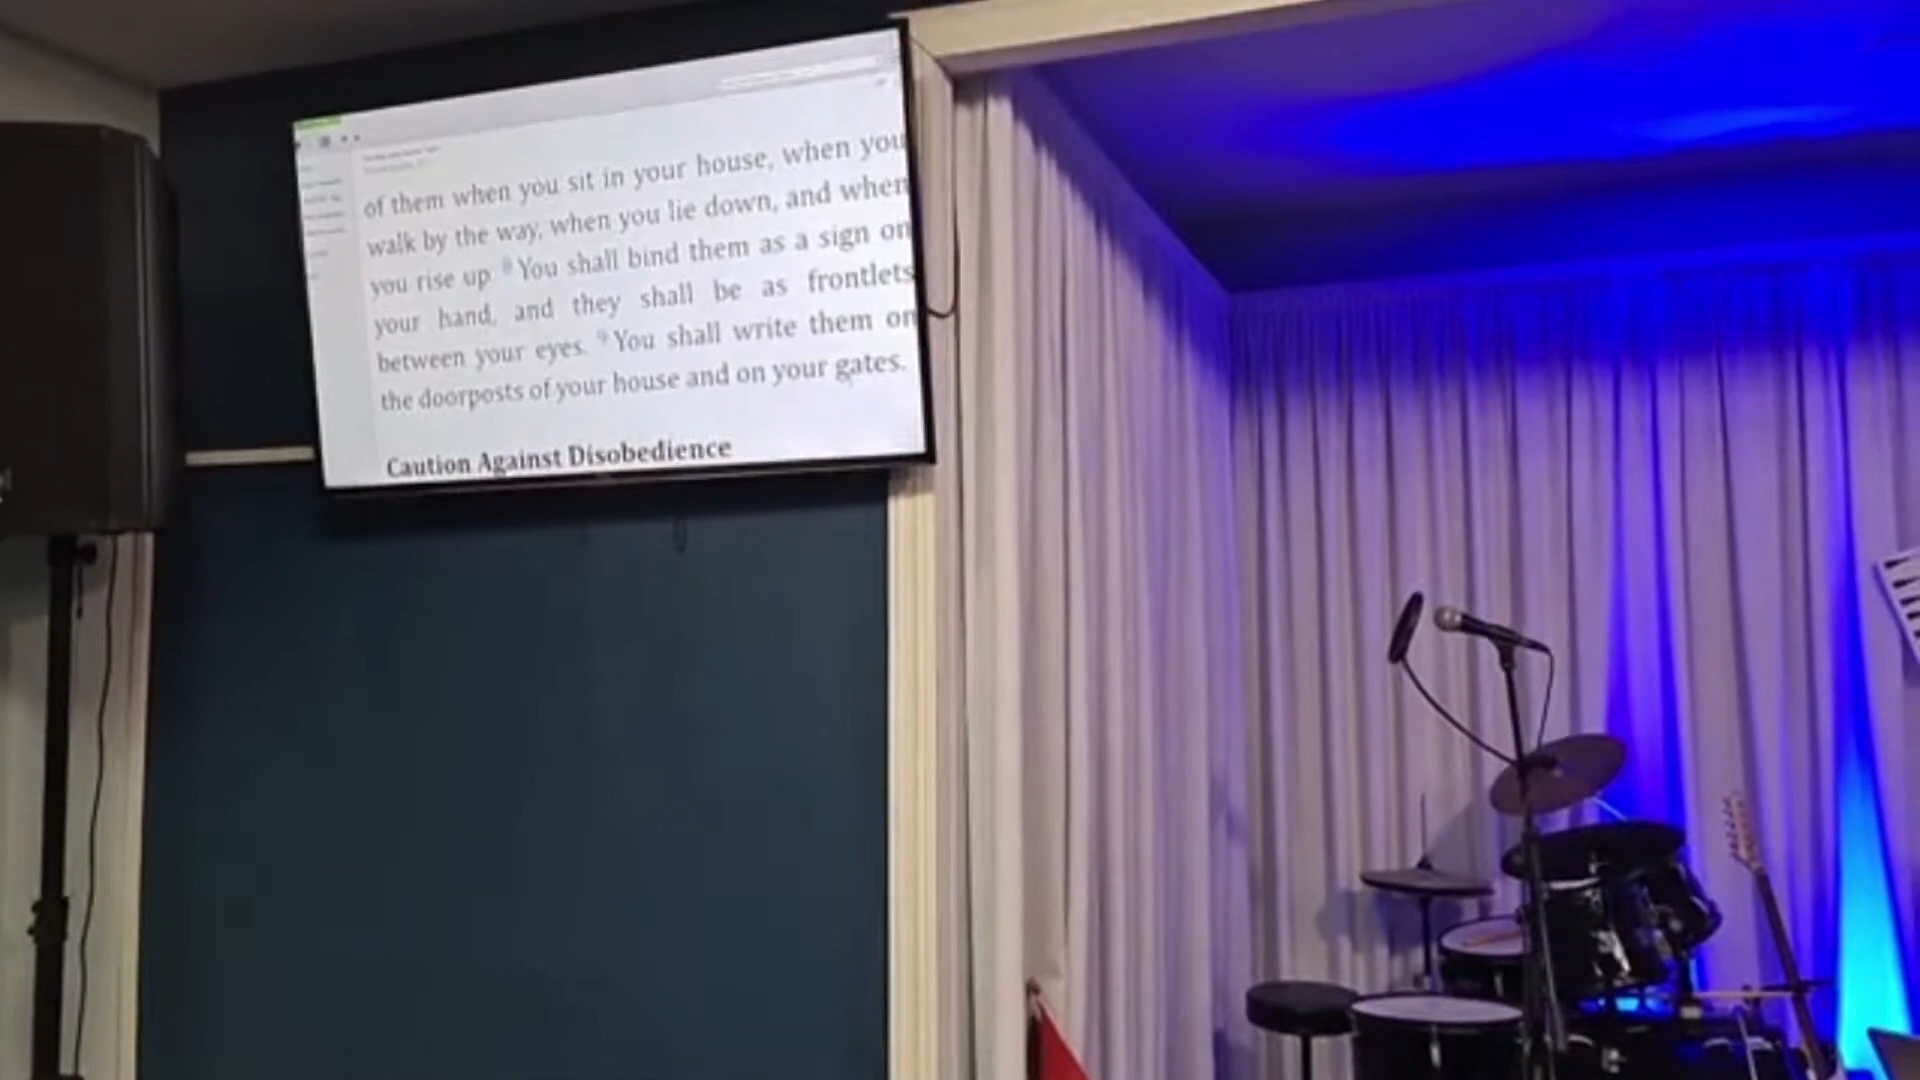 of them when you sit in your house, when you
walk by the way, when you lie down, and when
you rise up. 8 You shall bind them as a sign on
your hand, and they shall be as frontlets
between your eyes. 9 You shall write them on
the doorposts of your house and on your gates.
Caution Against Disobedience